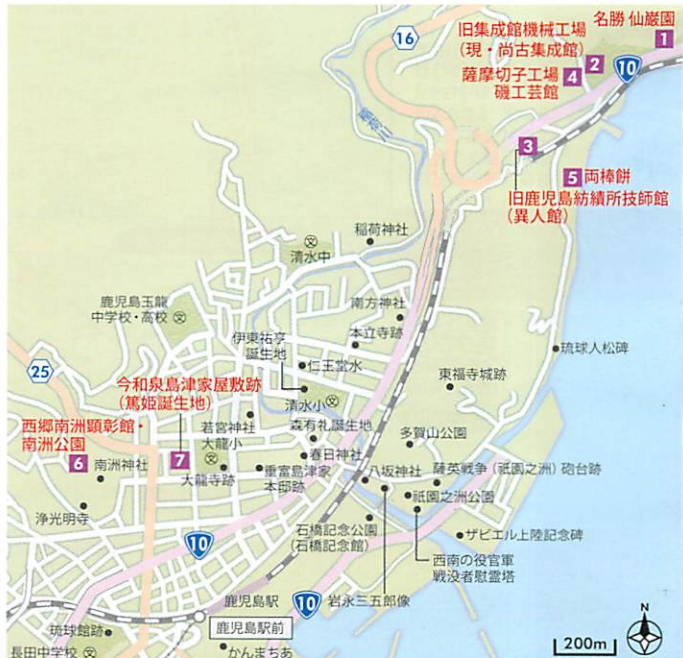 名勝 仙巌園
1
旧集成館機械工場
(現・尚古集成館)
16
2
10
薩摩切子工場
磯工芸館
4
稲荷川
3
5 両棒餅
旧鹿児島紡績所技師館
(異人館)
稲荷神社
文
清水中
鹿児島玉龍
中学校・高校 文
南方神社
伊東祐亨
誕生地
本立寺跡
琉球人松碑
25
仁王堂水
東福寺城跡
今和泉島津家屋敷跡
(篤姫誕生地)
清水小 文
西郷南洲顕彰館・
南洲公園
若宮神社
森有礼誕生地
多賀山公園
大龍小
文
春日神社
6
7
南洲神社
大龍寺跡
重富島津家
本邸跡
八坂神社
薩英戦争(祇園之洲)砲台跡
祇園之洲公園
浄光明寺
石橋記念公園
(石橋記念館)
ザビエル上陸記念碑
10
西南の役官軍
戦没者慰霊塔
鹿児島駅
10
岩永三五郎像
琉球館跡
鹿児島駅前
長田中学校 文
かんまちあ
200m
N